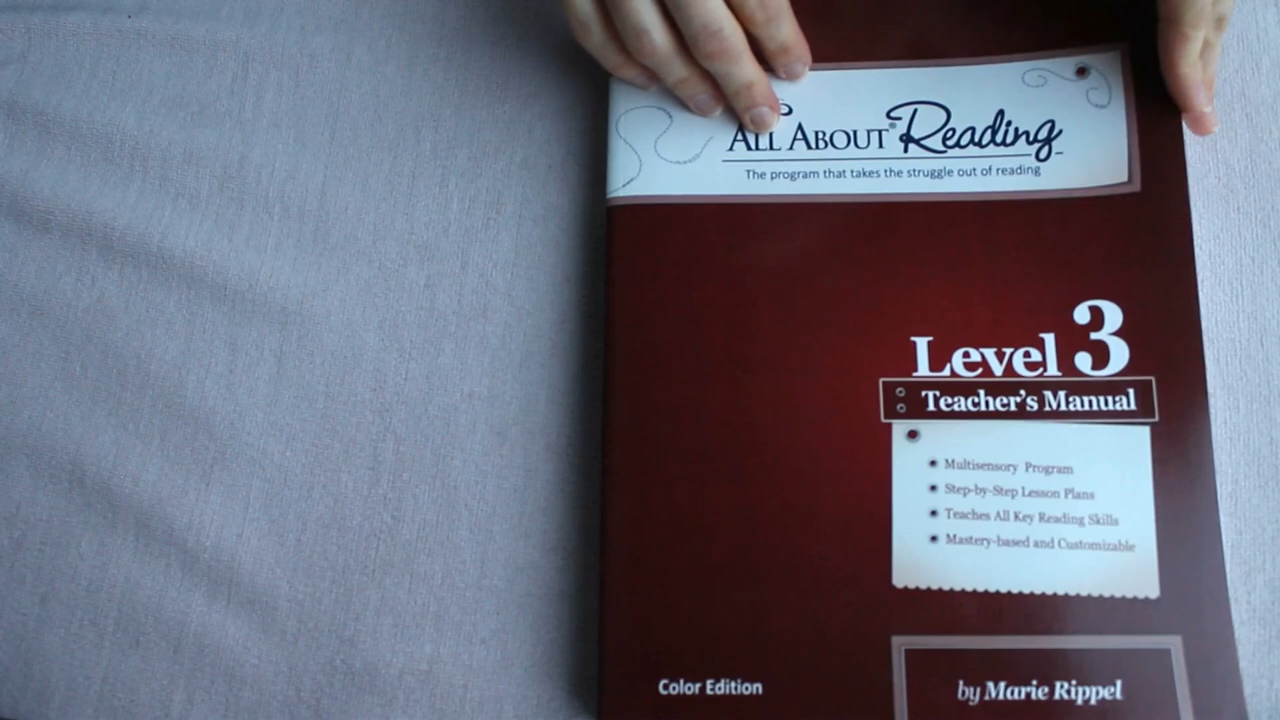 All About® Reading
The program that takes the struggle out of reading
Level 3
Teacher's Manual
Multisensory Program
Step-by-Step Lesson Plans
Teaches All Key Reading Skills
Mastery-based and Customizable
Color Edition
by Marie Rippel